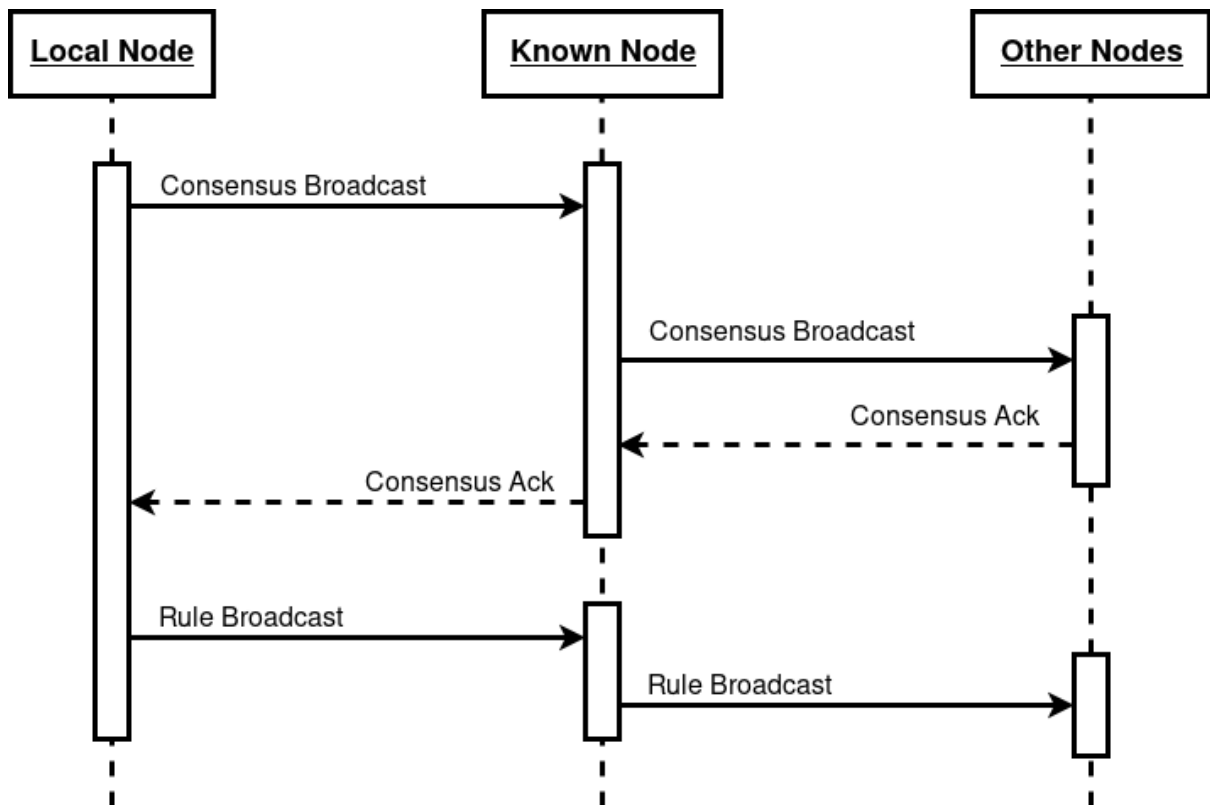 Local Node
Known Node
Other Nodes
Consensus Broadcast
Consensus Broadcast
Consensus Ack
Consensus Ack
Rule Broadcast
Rule Broadcast